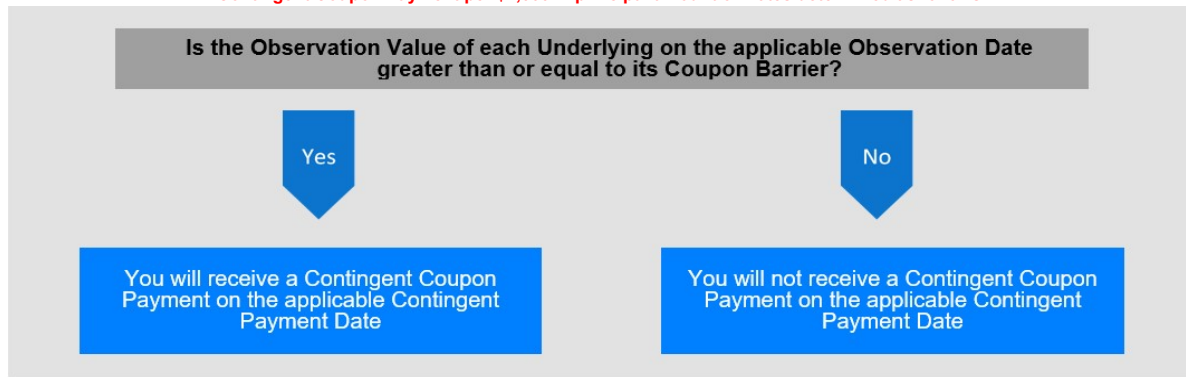 Is the Observation Value of each Underlying on the applicable Observation Date
greater than or equal to its Coupon Barrier?
Yes
No
You will receive a Contingent Coupon
Payment on the applicable Contingent
Payment Date
You will not receive a Contingent Coupon
Payment on the applicable Contingent
Payment Date